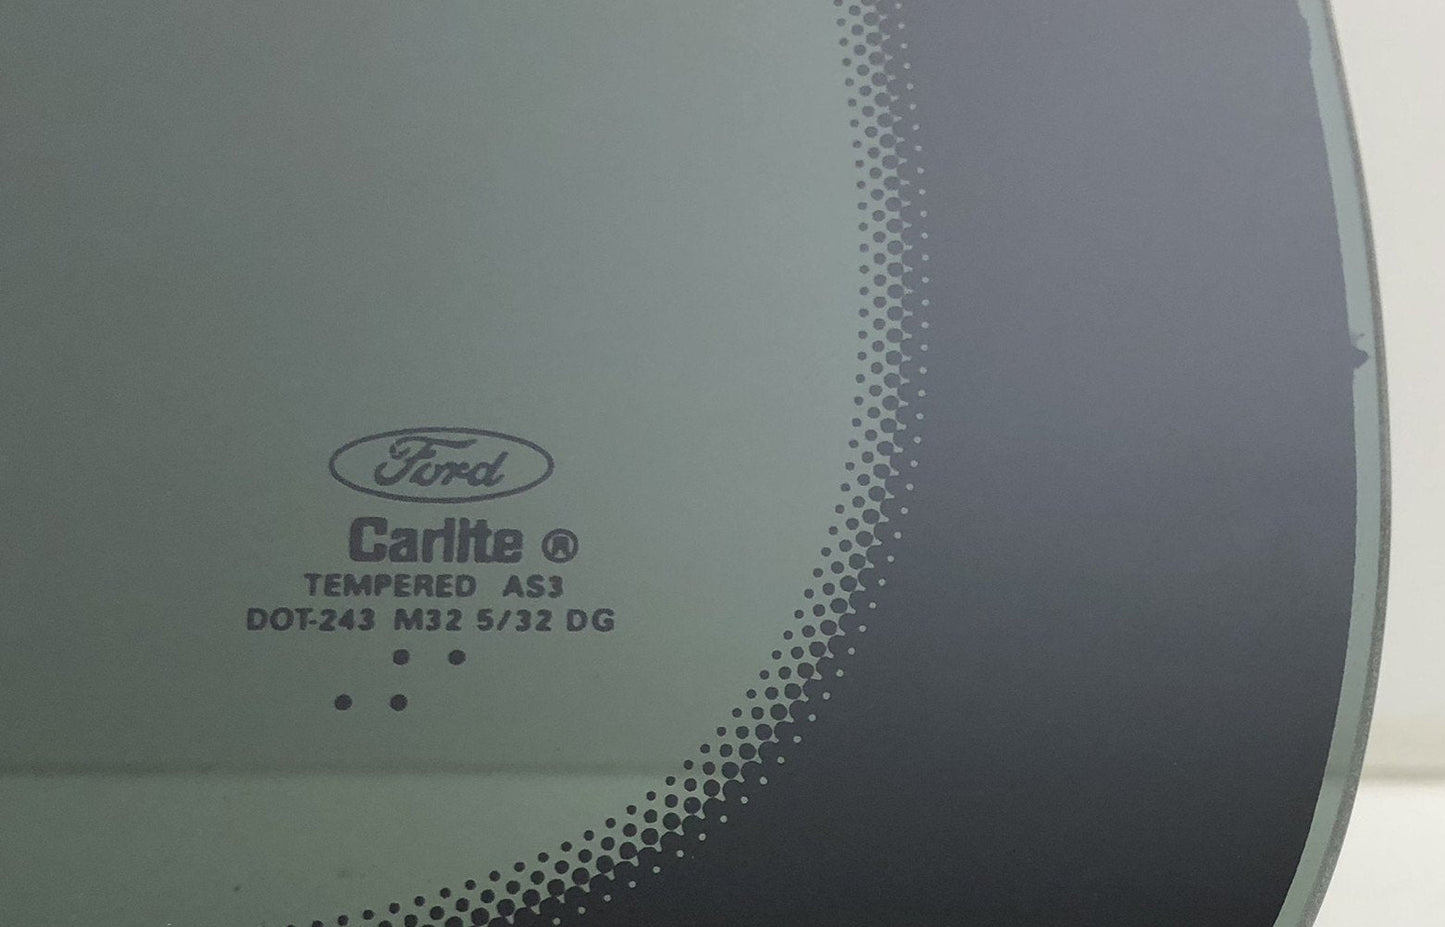 Ford
Carlite ®
TEMPERED AS3
DOT-243 M32 5/32 DG